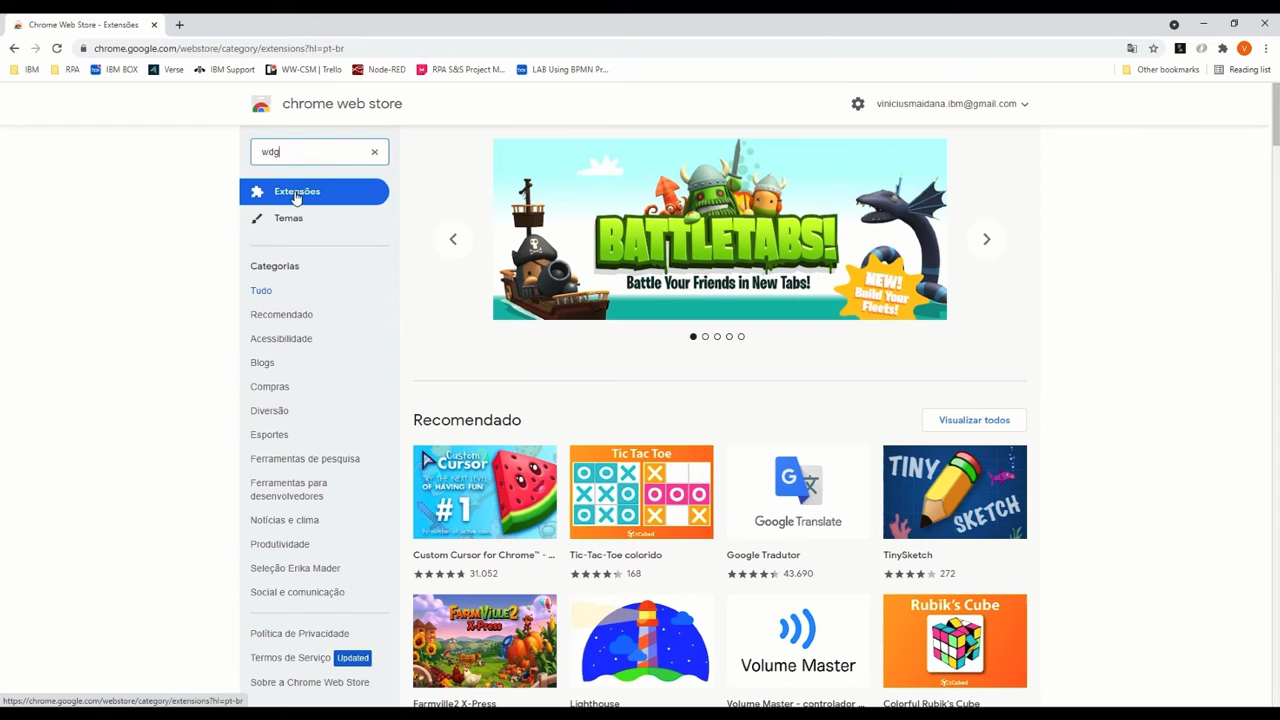 Chrome Web Store - Extensões
chrome.google.com/webstore/category/extensions?hl=pt-br
IBM
RPA
IBM BOX
Verse
IBM Support
WW-CSM | Trello
Node-RED
RPA S&S Project M...
LAB Using BPMN Pr...
Other bookmarks
Reading list
chrome web store
viniciusmaidana.ibm@gmail.com
wdg
Extensões
Temas
Categorias
Tudo
Recomendado
Acessibilidade
Blogs
Compras
Diversão
Esportes
Ferramentas de pesquisa
Ferramentas para
desenvolvedores
Notícias e clima
Produtividade
Seleção Erika Mader
Social e comunicação
Política de Privacidade
Termos de Serviço Updated
Sobre a Chrome Web Store
BATTLETABS!
Battle Your Friends in New Tabs!
NEW!
Build Your
Fleets!
Recomendado
Visualizar todos
Custom
Cursor
TRY THE NEXT LEVEL
OF HAVING FUN
#1
Custom Cursor for Chrome™ - ...
31.052
Tic Tac Toe
Tic-Tac-Toe colorido
168
Google Translate
Google Tradutor
43.690
TINY
SKETCH
TinySketch
272
FARMVILLE 2
X-PRESS
Farmville2 X-Press
Lighthouse
Volume Master
Volume Master - controlador ...
Rubik's Cube
Colorful Rubik's Cube
https://chrome.google.com/webstore/category/extensions?hl=pt-br